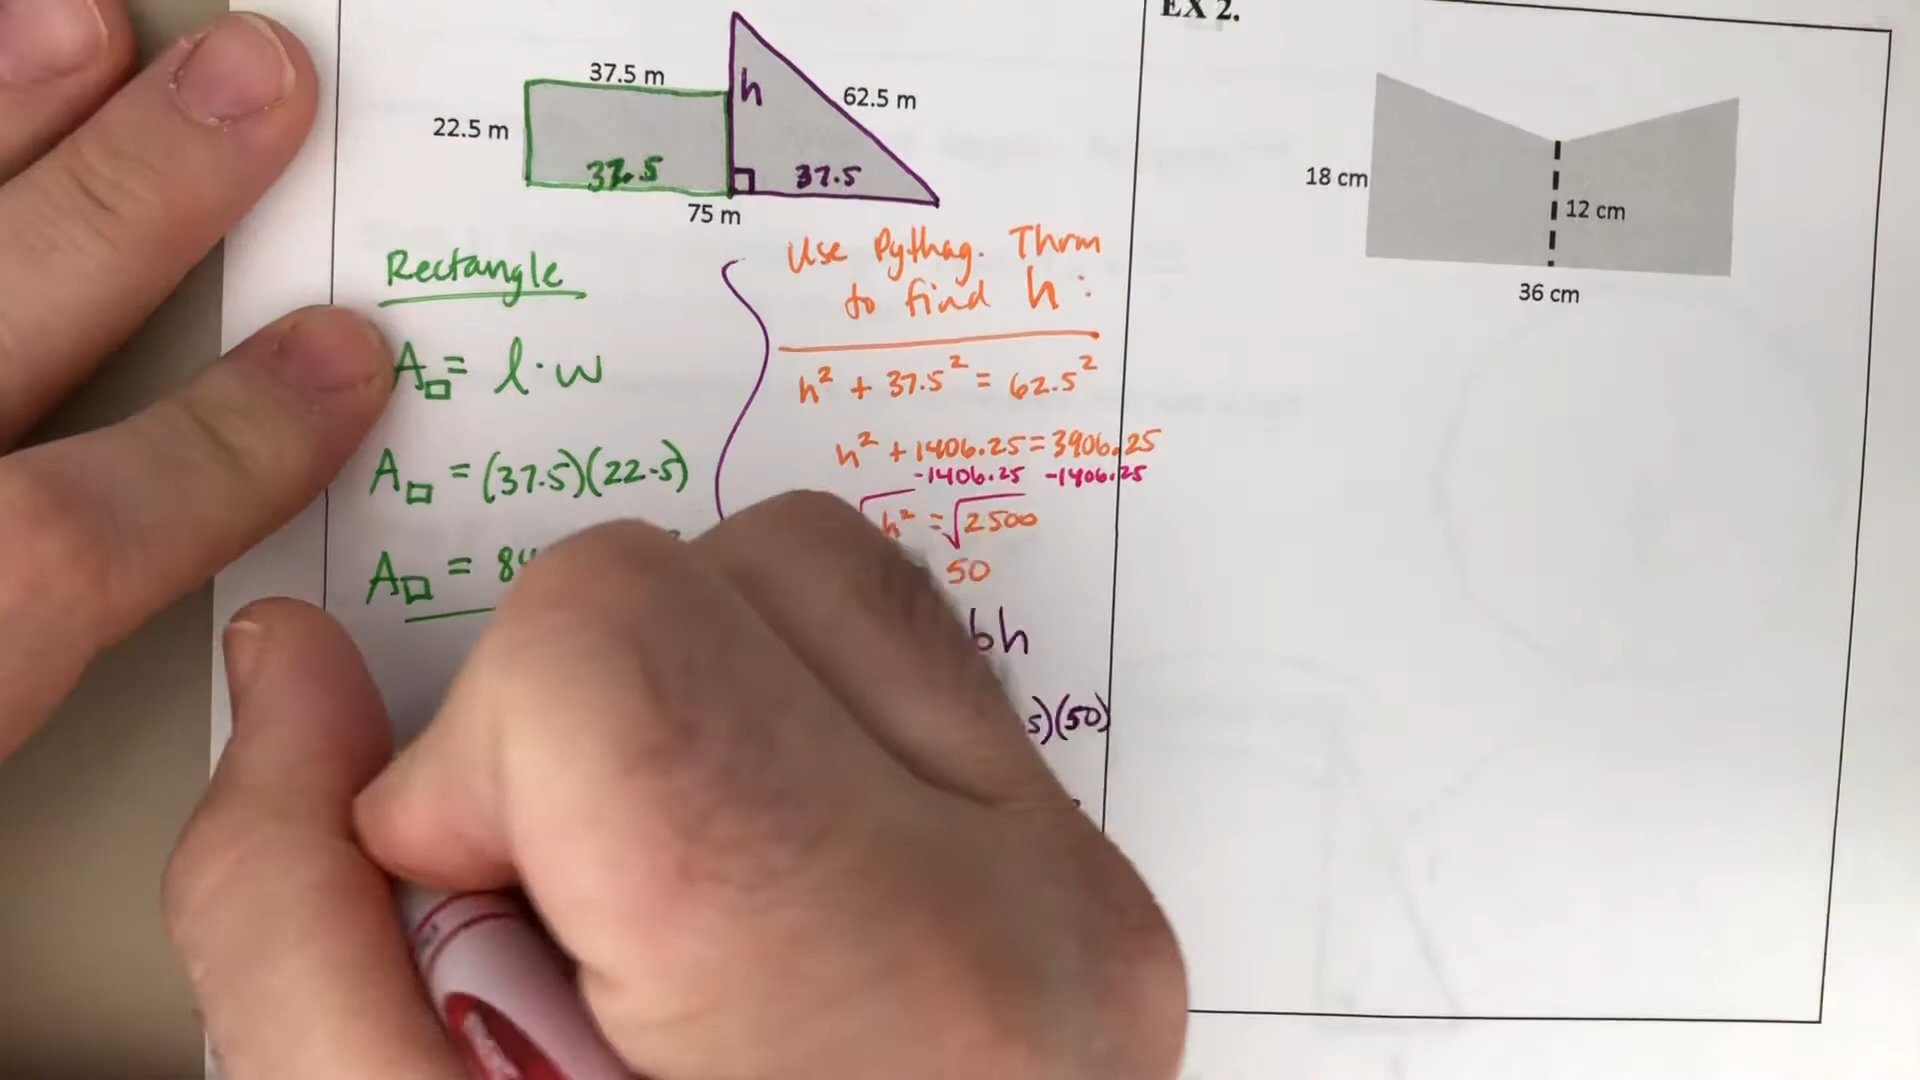 EX 2.
37.5 m
h
62.5 m
22.5 m
37.5
37.5
75 m
18 cm
12 cm
36 cm
Rectangle
A□ = l · w
A□ = (37.5)(22.5)
A□ = 84
Use Pythag. Thrm
to find h :
h² + 37.5² = 62.5²
h² + 1406.25 = 3906.25
-1406.25 -1406.25
√h² = √2500
50
bh
5)(50)